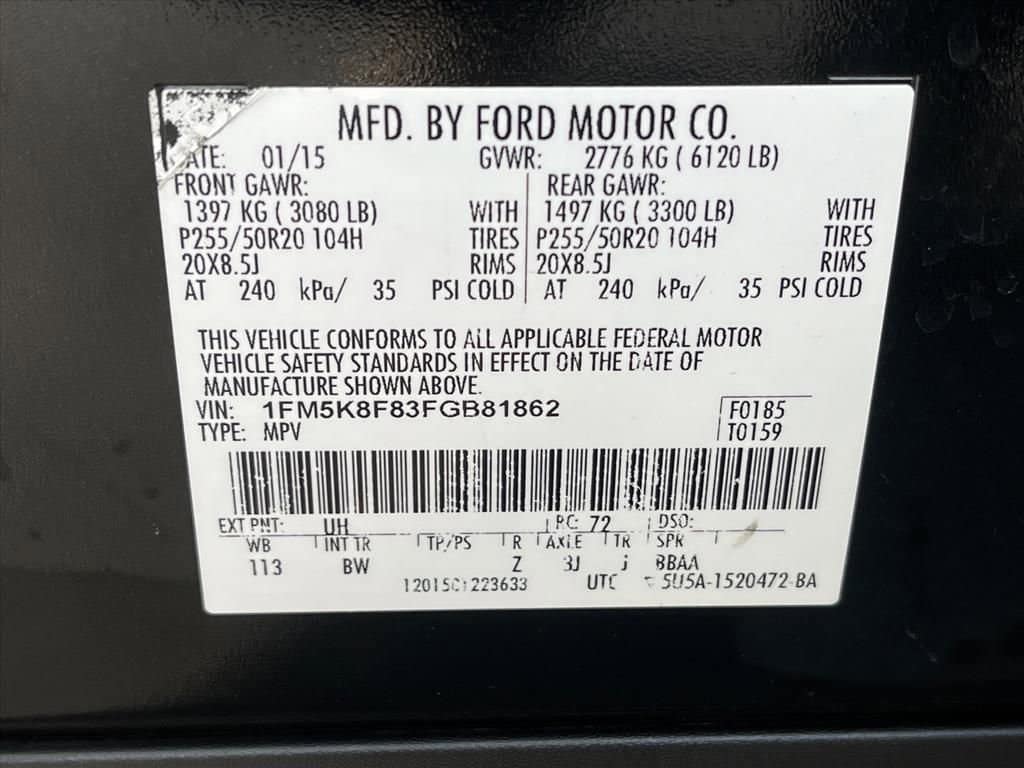 MFD. BY FORD MOTOR CO.
ATE: 01/15 GVWR: 2776 KG ( 6120 LB)
FRONT GAWR: REAR GAWR:
1397 KG ( 3080 LB) WITH 1497 KG ( 3300 LB) WITH
P255/50R20 104H TIRES P255/50R20 104H TIRES
20X8.5J RIMS 20X8.5J RIMS
AT 240 kPa/ 35 PSI COLD AT 240 kPa/ 35 PSI COLD
THIS VEHICLE CONFORMS TO ALL APPLICABLE FEDERAL MOTOR
VEHICLE SAFETY STANDARDS IN EFFECT ON THE DATE OF
MANUFACTURE SHOWN ABOVE.
VIN: 1FM5K8F83FGB81862 F0185
TYPE: MPV T0159
EXT PNT: UH RC: 72 DSO:
WB INT TR TP/PS R AXLE TR SPR
113 BW Z J BBAA
UTC 5U5A-1520472-BA